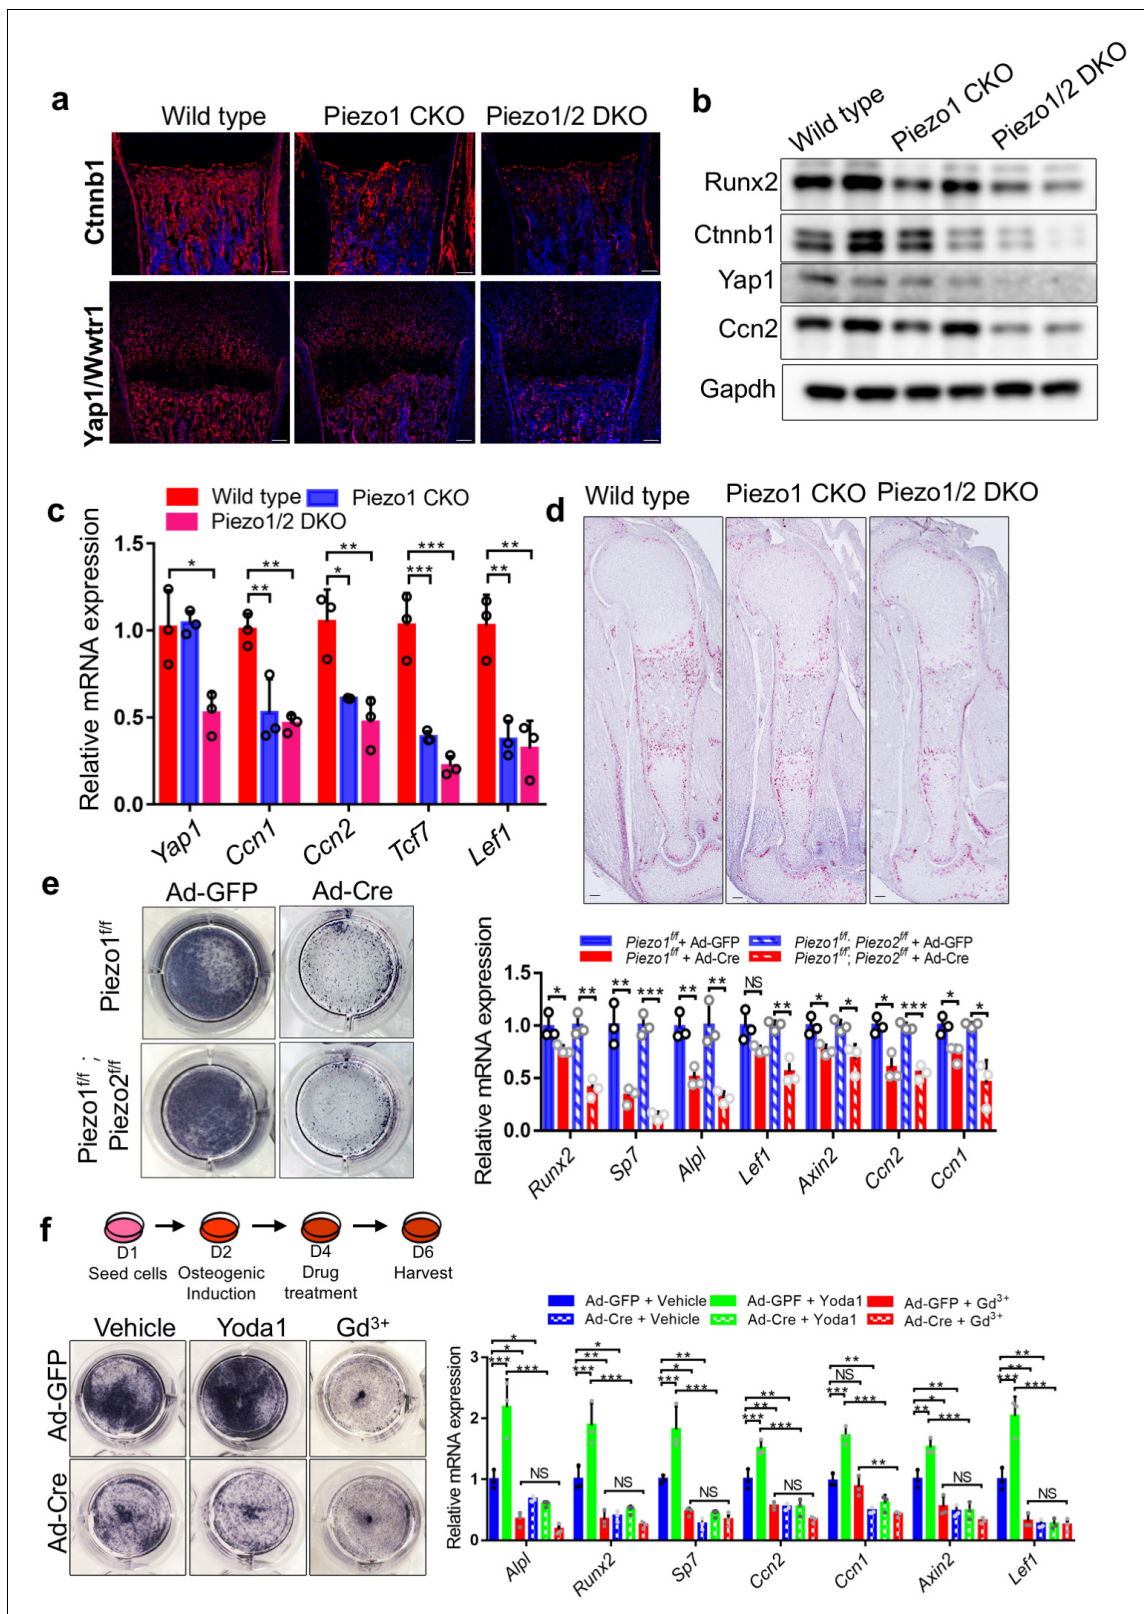 a
Wild type Piezo1 CKO Piezo1/2 DKO
Ctnnb1
Yap1/Wwtr1
b
Wild type Piezo1 CKO Piezo1/2 DKO
Runx2
Ctnnb1
Yap1
Ccn2
Gapdh
c
Wild type Piezo1 CKO
Piezo1/2 DKO
Relative mRNA expression
1.5
1.0
0.5
0.0
* ** ** ** * *** *** ** **
Yap1 Ccn1 Ccn2 Tcf7 Lef1
d
Wild type Piezo1 CKO Piezo1/2 DKO
e
Ad-GFP Ad-Cre
Piezo1f/f
Piezo1f/f;
Piezo2f/f
Piezo1f/f + Ad-GFP Piezo1f/f; Piezo2f/f + Ad-GFP
Piezo1f/f + Ad-Cre Piezo1f/f; Piezo2f/f + Ad-Cre
Relative mRNA expression
1.5
1.0
0.5
0.0
* ** ** *** ** ** NS ** * * * *** * *
Runx2 Sp7 Alpl Lef1 Axin2 Ccn2 Ccn1
f
D1 D2 D4 D6
Seed cells Osteogenic Drug Harvest
Induction treatment
Vehicle Yoda1 Gd3+
Ad-GFP
Ad-Cre
Ad-GFP + Vehicle Ad-GPF + Yoda1 Ad-GFP + Gd3+
Ad-Cre + Vehicle Ad-Cre + Yoda1 Ad-Cre + Gd3+
Relative mRNA expression
3
2
1
0
* * *** *** NS
* ** *** *** NS
** * *** *** NS
** ** *** *** NS
** NS *** *** **
** * ** *** NS
** ** *** *** NS
Alpl Runx2 Sp7 Ccn2 Ccn1 Axin2 Lef1